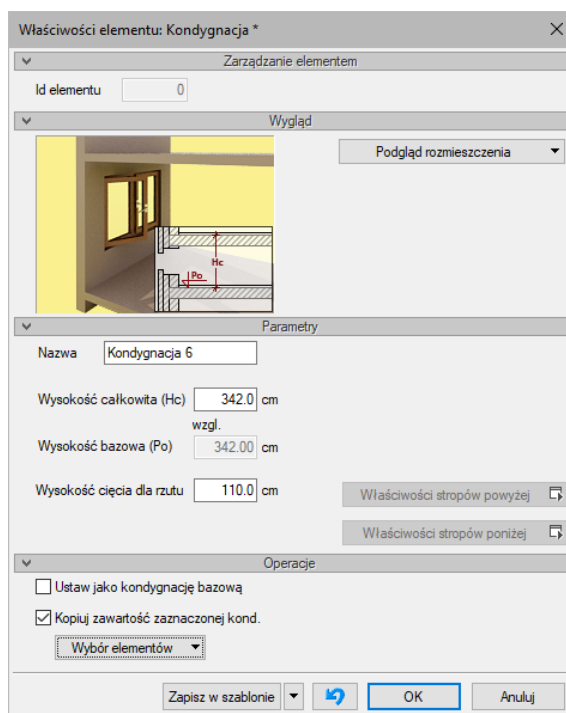 Właściwości elementu: Kondygnacja *
Zarządzanie elementem
Id elementu 0
Wygląd
Podgląd rozmieszczenia
Hc
Po
Parametry
Nazwa Kondygnacja 6
Wysokość całkowita (Hc) 342.0 cm
wzgl.
Wysokość bazowa (Po) 342.00 cm
Wysokość cięcia dla rzutu 110.0 cm
Właściwości stropów powyżej
Właściwości stropów poniżej
Operacje
Ustaw jako kondygnację bazową
Kopiuj zawartość zaznaczonej kond.
Wybór elementów
Zapisz w szablonie OK Anuluj